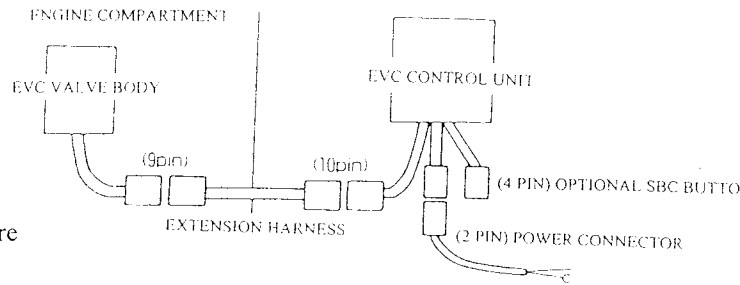 ENGINE COMPARTMENT
EVC VALVE BODY
EVC CONTROL UNIT
(9pin)
(10pin)
(4 PIN) OPTIONAL SBC BUTTO
EXTENSION HARNESS
(2 PIN) POWER CONNECTOR
re